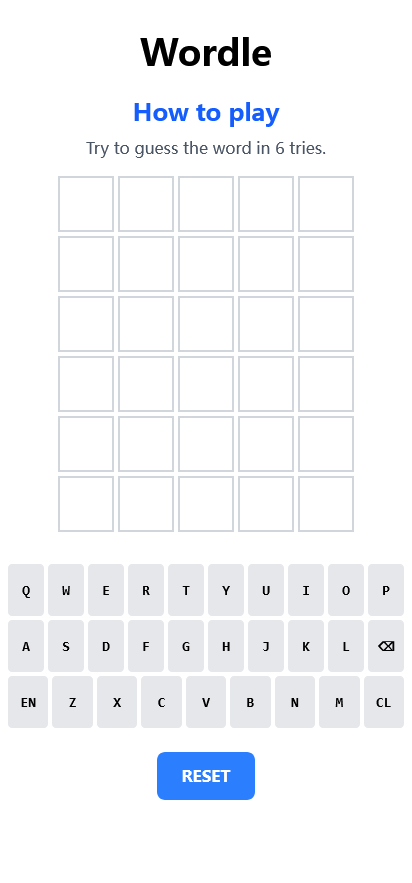 Wordle
How to play
Try to guess the word in 6 tries.
Q W E R T Y U I O P
A S D F G H J K L ⌫
EN Z X C V B N M CL
RESET